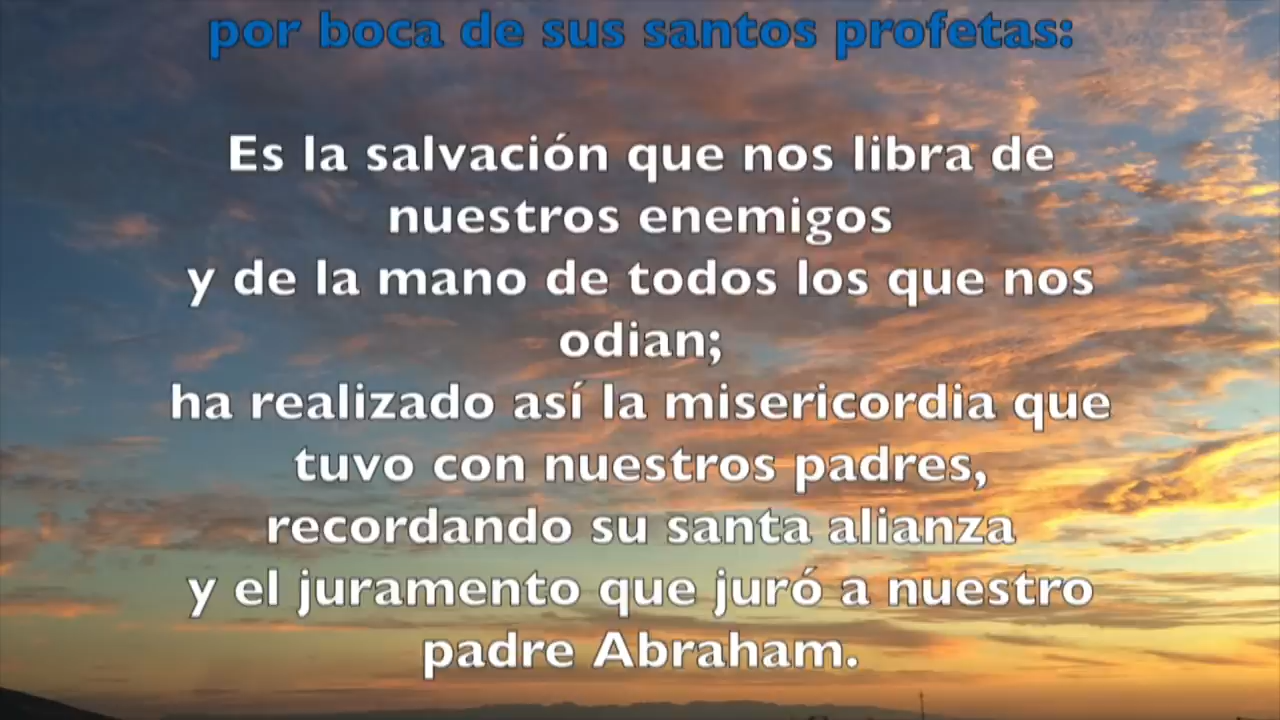 por boca de sus santos profetas:
Es la salvación que nos libra de
nuestros enemigos
y de la mano de todos los que nos
odian;
ha realizado así la misericordia que
tuvo con nuestros padres,
recordando su santa alianza
y el juramento que juró a nuestro
padre Abraham.